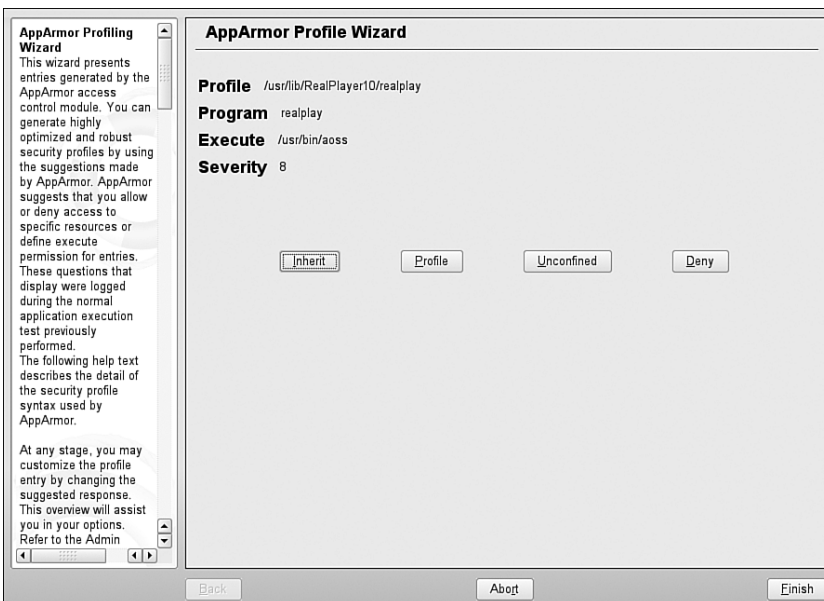 AppArmor Profiling
Wizard
This wizard presents
entries generated by the
AppArmor access
control module. You can
generate highly
optimized and robust
security profiles by using
the suggestions made
by AppArmor. AppArmor
suggests that you allow
or deny access to
specific resources or
define execute
permission for entries.
These questions that
display were logged
during the normal
application execution
test previously
performed.
The following help text
describes the detail of
the security profile
syntax used by
AppArmor.
At any stage, you may
customize the profile
entry by changing the
suggested response.
This overview will assist
you in your options.
Refer to the Admin
AppArmor Profile Wizard
Profile /usr/lib/RealPlayer10/realplay
Program realplay
Execute /usr/bin/aoss
Severity 8
Inherit Profile Unconfined Deny
Back Abort Finish